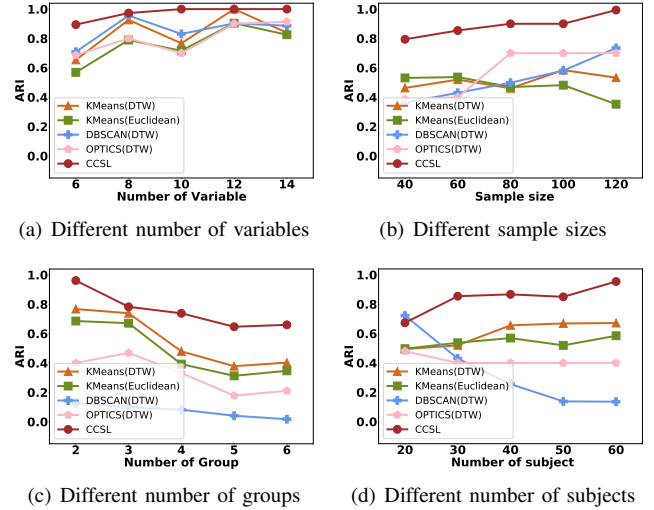 1.0
0.8
0.6
0.4
0.2
0.0
ARI
KMeans(DTW)
KMeans(Euclidean)
DBSCAN(DTW)
OPTICS(DTW)
CCSL
6 8 10 12 14
Number of Variable
(a) Different number of variables
1.0
0.8
0.6
0.4
0.2
0.0
ARI
KMeans(DTW)
KMeans(Euclidean)
DBSCAN(DTW)
OPTICS(DTW)
CCSL
40 60 80 100 120
Sample size
(b) Different sample sizes
1.0
0.8
0.6
0.4
0.2
0.0
ARI
KMeans(DTW)
KMeans(Euclidean)
DBSCAN(DTW)
OPTICS(DTW)
CCSL
2 3 4 5 6
Number of Group
(c) Different number of groups
1.0
0.8
0.6
0.4
0.2
0.0
ARI
KMeans(DTW)
KMeans(Euclidean)
DBSCAN(DTW)
OPTICS(DTW)
CCSL
20 30 40 50 60
Number of subject
(d) Different number of subjects